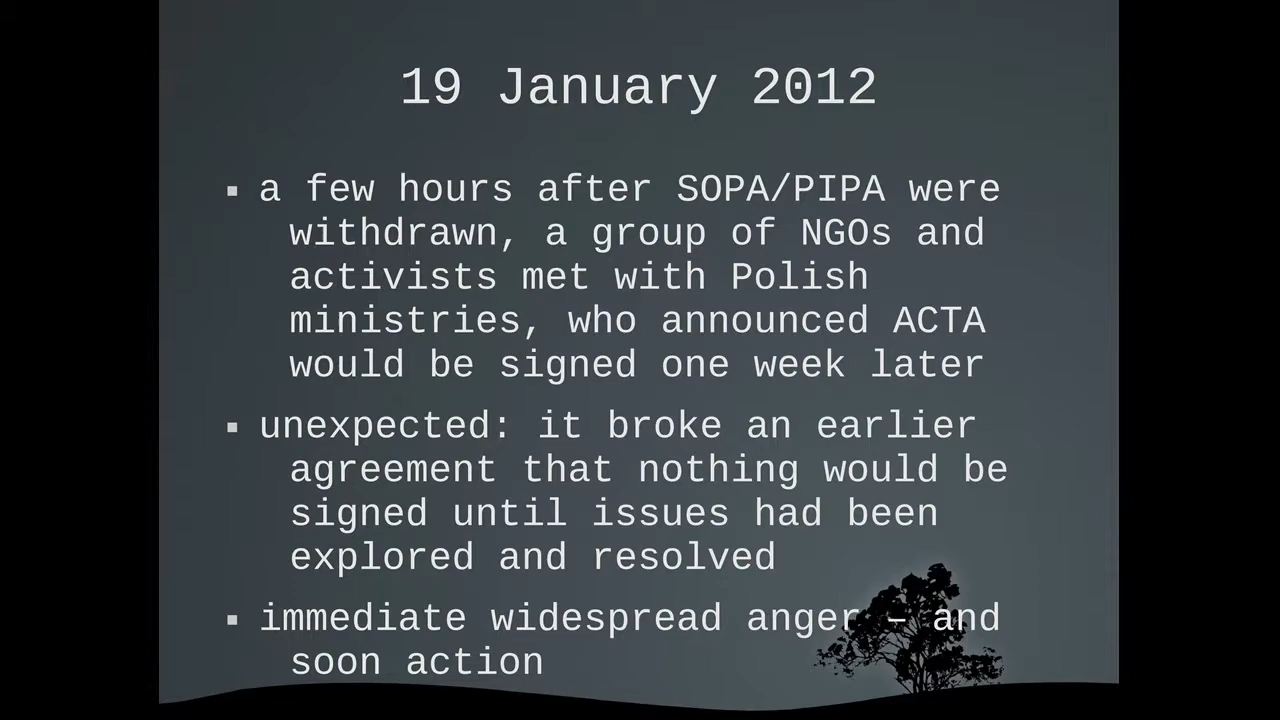 19 January 2012
▪ a few hours after SOPA/PIPA were
withdrawn, a group of NGOs and
activists met with Polish
ministries, who announced ACTA
would be signed one week later
▪ unexpected: it broke an earlier
agreement that nothing would be
signed until issues had been
explored and resolved
▪ immediate widespread anger – and
soon action